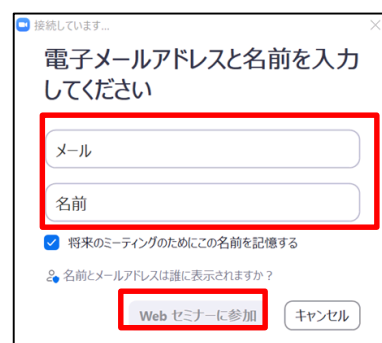 接続しています...
電子メールアドレスと名前を入力
してください
メール
名前
将来のミーティングのためにこの名前を記憶する
名前とメールアドレスは誰に表示されますか？
Web セミナーに参加 キャンセル